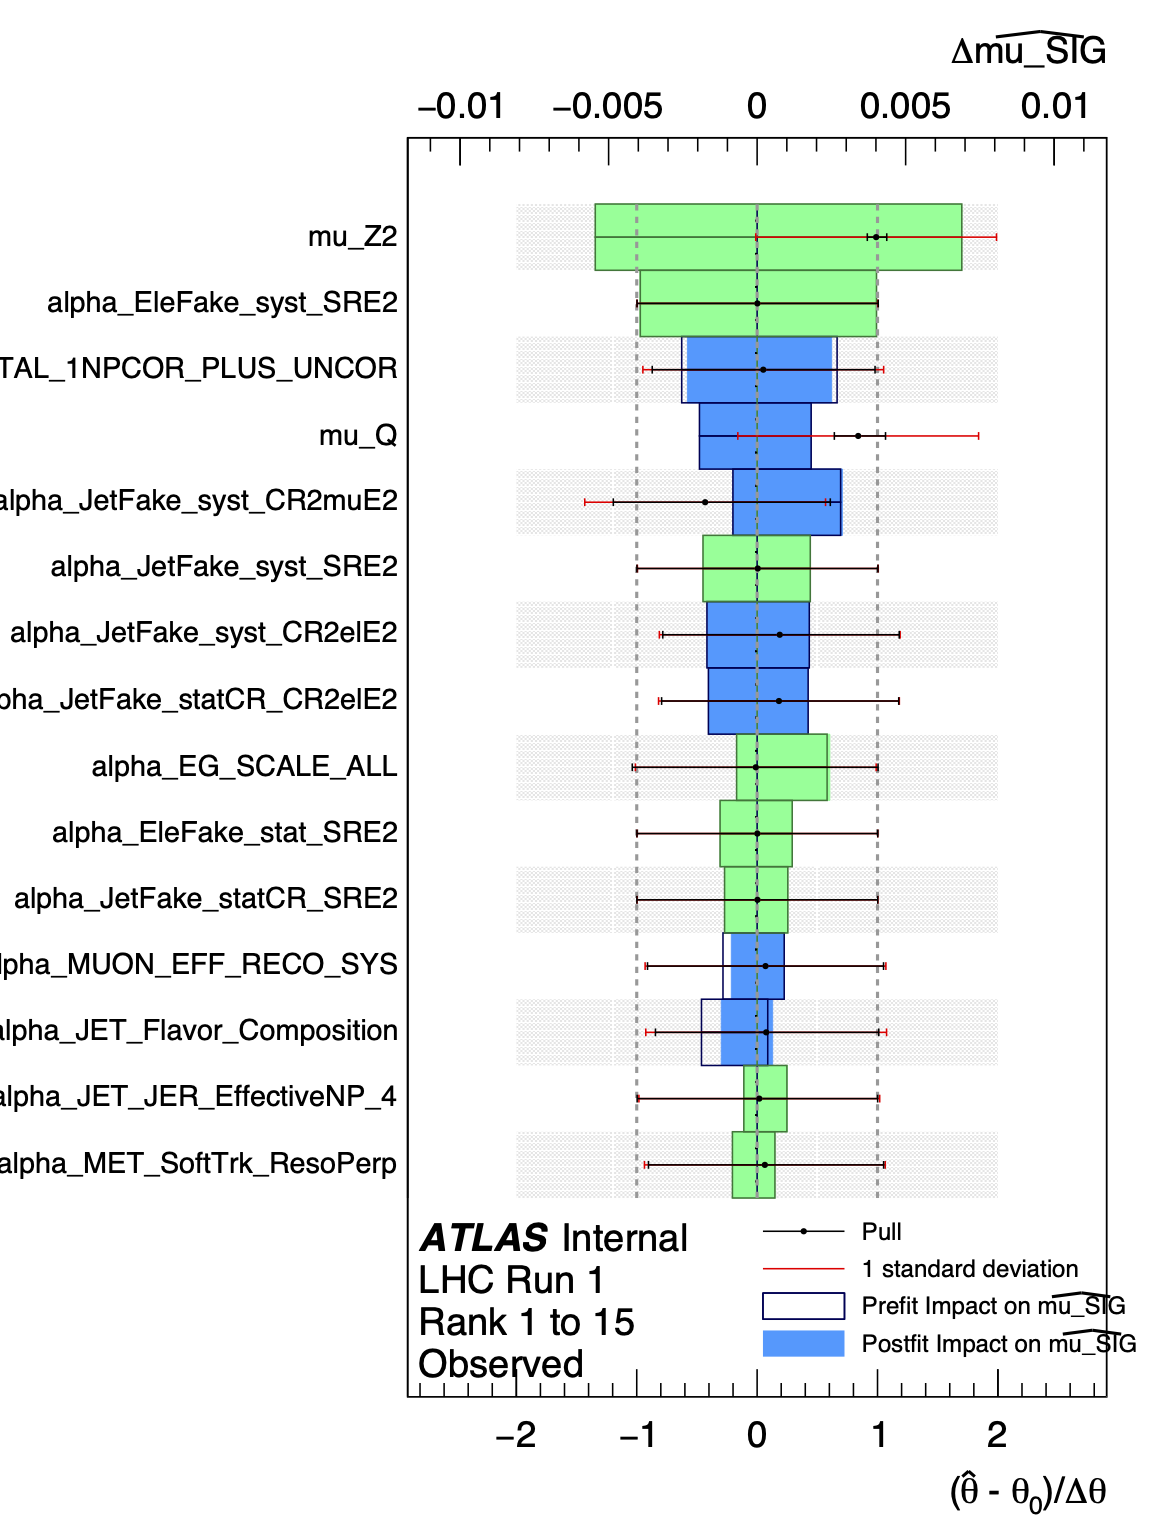 Δmu_SIG
−0.01 −0.005 0 0.005 0.01
mu_Z2
alpha_EleFake_syst_SRE2
TAL_1NPCOR_PLUS_UNCOR
mu_Q
alpha_JetFake_syst_CR2muE2
alpha_JetFake_syst_SRE2
alpha_JetFake_syst_CR2elE2
pha_JetFake_statCR_CR2elE2
alpha_EG_SCALE_ALL
alpha_EleFake_stat_SRE2
alpha_JetFake_statCR_SRE2
lpha_MUON_EFF_RECO_SYS
alpha_JET_Flavor_Composition
alpha_JET_JER_EffectiveNP_4
alpha_MET_SoftTrk_ResoPerp
ATLAS Internal
LHC Run 1
Rank 1 to 15
Observed
Pull
1 standard deviation
Prefit Impact on mu_SIG
Postfit Impact on mu_SIG
−2 −1 0 1 2
(θ̂ - θ₀)/Δθ